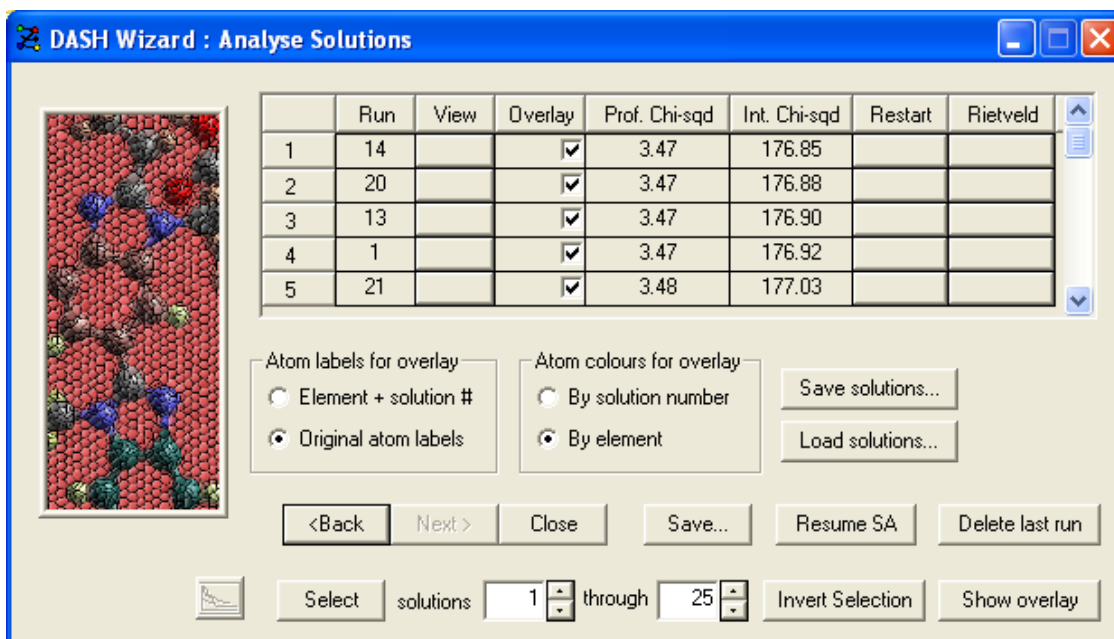 DASH Wizard : Analyse Solutions
Run View Overlay Prof. Chi-sqd Int. Chi-sqd Restart Rietveld
1 14 3.47 176.85
2 20 3.47 176.88
3 13 3.47 176.90
4 1 3.47 176.92
5 21 3.48 177.03
Atom labels for overlay Atom colours for overlay
Element + solution # By solution number Save solutions...
Original atom labels By element Load solutions...
<Back Next > Close Save... Resume SA Delete last run
Select solutions 1 through 25 Invert Selection Show overlay